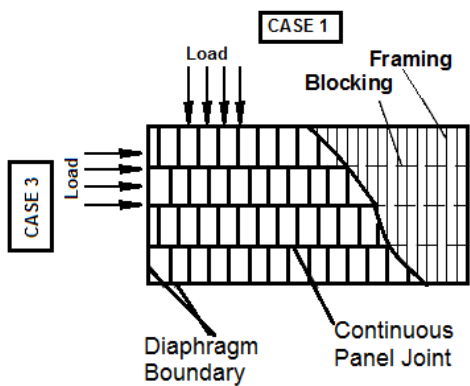 CASE 1
Load
Framing
Blocking
CASE 3
Load
Diaphragm
Boundary
Continuous
Panel Joint